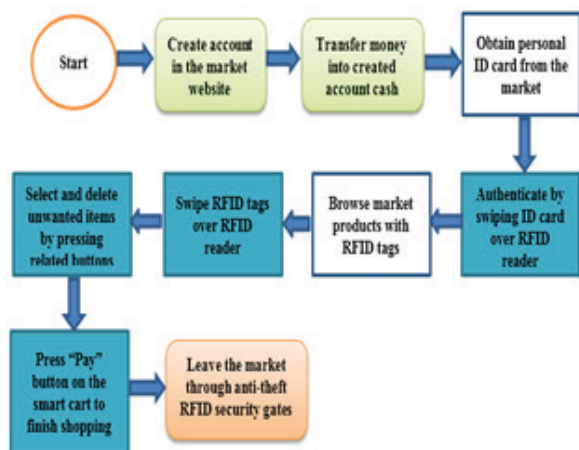 Start
Create account
in the market
website
Transfer money
into created
account cash
Obtain personal
ID card from the
market
Authenticate by
swiping ID card
over RFID
reader
Browse market
products with
RFID tags
Swipe RFID tags
over RFID
reader
Select and delete
unwanted items
by pressing
related buttons
Press “Pay”
button on the
smart cart to
finish shopping
Leave the market
through anti-theft
RFID security gates